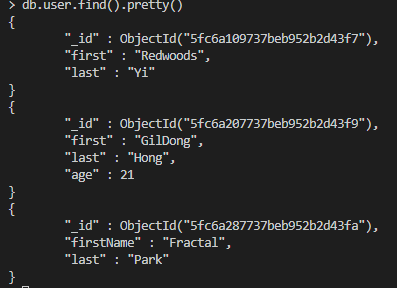 > db.user.find().pretty()
{
"_id" : ObjectId("5fc6a109737beb952b2d43f7"),
"first" : "Redwoods",
"last" : "Yi"
}
{
"_id" : ObjectId("5fc6a207737beb952b2d43f9"),
"first" : "GilDong",
"last" : "Hong",
"age" : 21
}
{
"_id" : ObjectId("5fc6a287737beb952b2d43fa"),
"firstName" : "Fractal",
"last" : "Park"
}